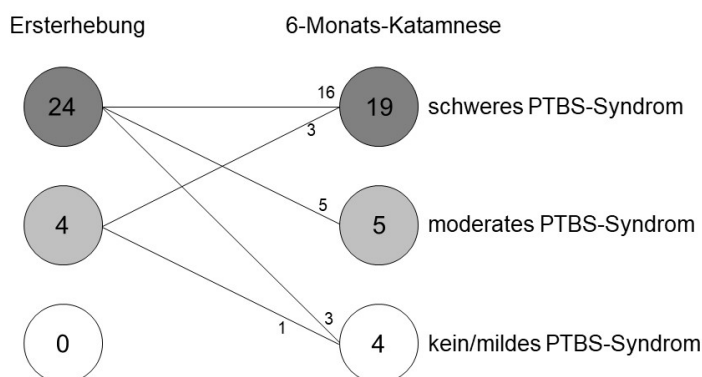 Ersterhebung 6-Monats-Katamnese
24 16 19 schweres PTBS-Syndrom
3
4 5 5 moderates PTBS-Syndrom
0 1 3 4 kein/mildes PTBS-Syndrom